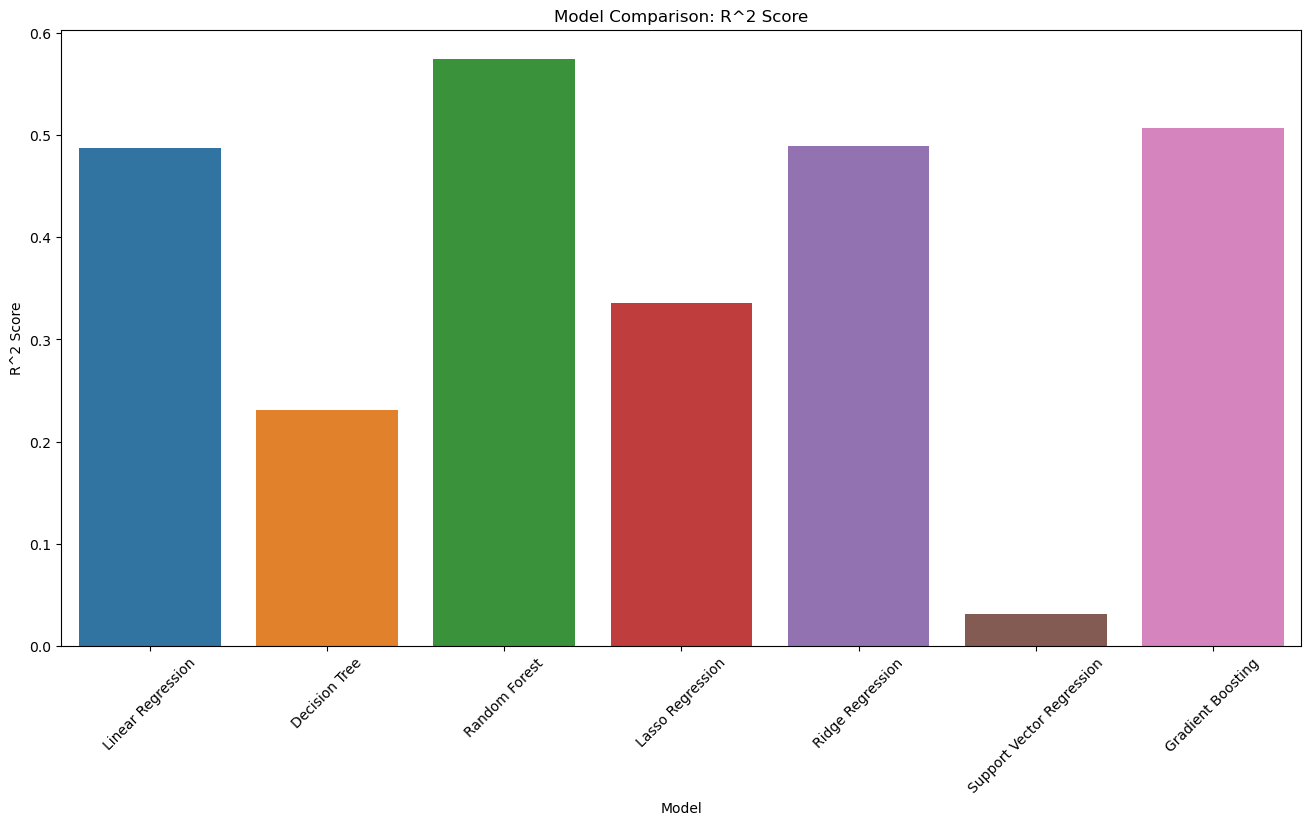 Model Comparison: R^2 Score
R^2 Score
0.6
0.5
0.4
0.3
0.2
0.1
0.0
Linear Regression
Decision Tree
Random Forest
Lasso Regression
Ridge Regression
Support Vector Regression
Gradient Boosting
Model